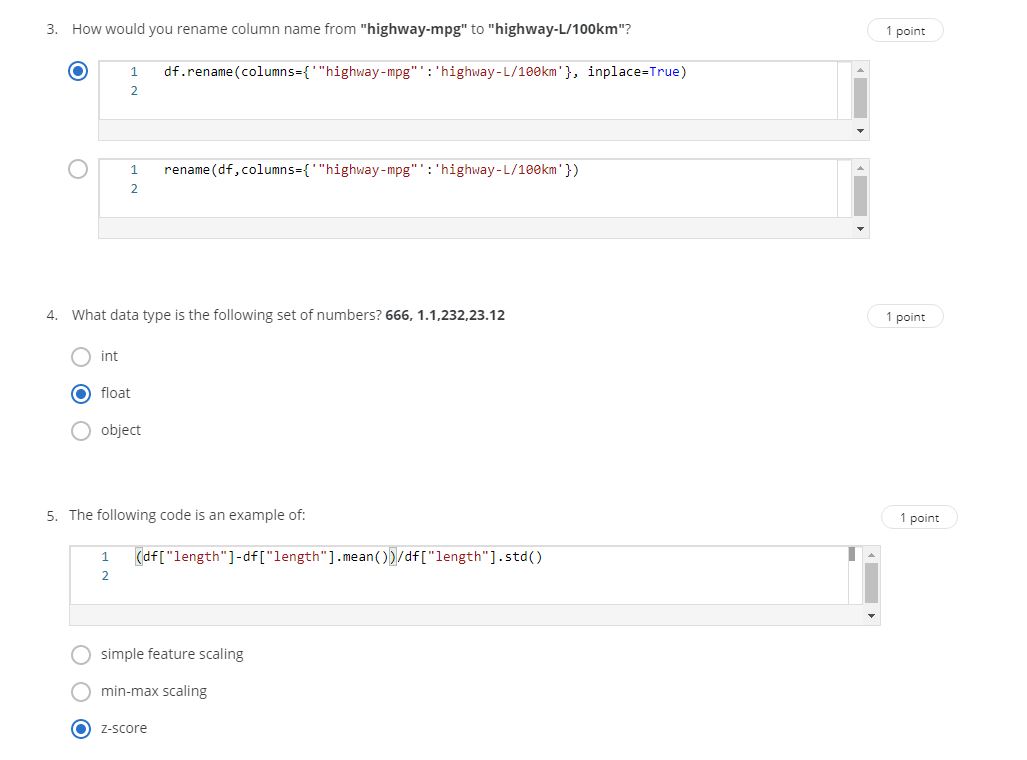 3. How would you rename column name from "highway-mpg" to "highway-L/100km"?
1 point
1 df.rename(columns={'"highway-mpg"':'highway-L/100km'}, inplace=True)
2
1 rename(df,columns={'"highway-mpg"':'highway-L/100km'})
2
4. What data type is the following set of numbers? 666, 1.1,232,23.12
1 point
int
float
object
5. The following code is an example of:
1 point
1 (df["length"]-df["length"].mean())/df["length"].std()
2
simple feature scaling
min-max scaling
z-score